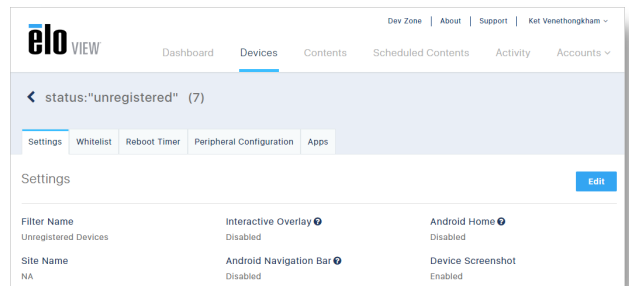 Dev Zone | About | Support | Ket Venethongkham
ēlo VIEW
Dashboard Devices Contents Scheduled Contents Activity Accounts
status:"unregistered" (7)
Settings Whitelist Reboot Timer Peripheral Configuration Apps
Settings Edit
Filter Name Interactive Overlay ? Android Home ?
Unregistered Devices Disabled Disabled
Site Name Android Navigation Bar ? Device Screenshot
NA Disabled Enabled